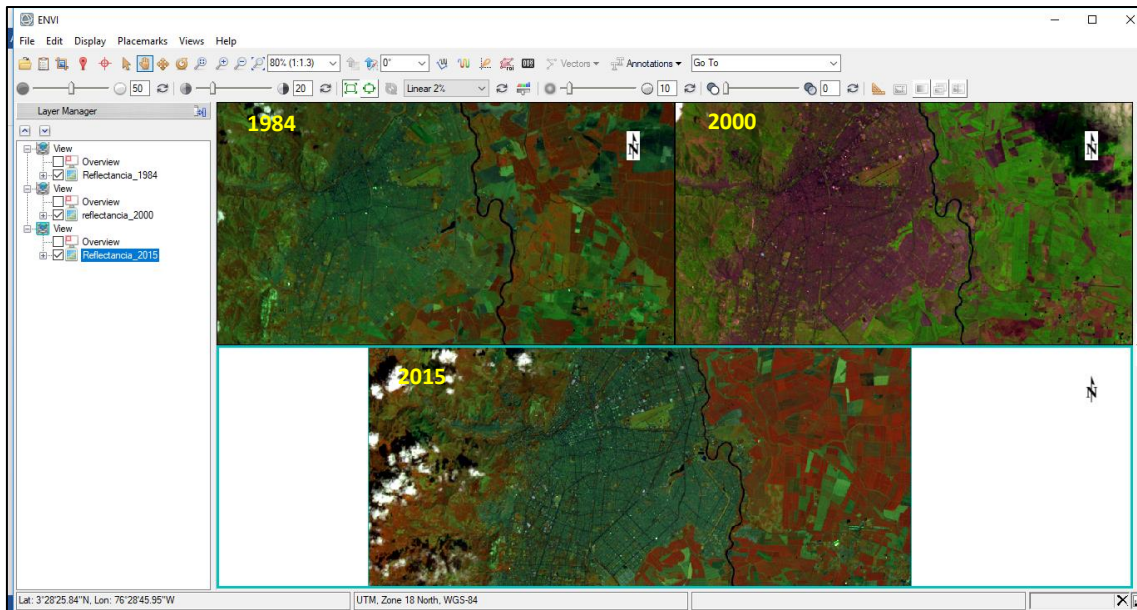 ENVI
File Edit Display Placemarks Views Help
80% (1:1.3) 0° Vectors Annotations Go To
50 20 Linear 2% 10 0
Layer Manager
View
Overview
Reflectancia_1984
View
Overview
reflectancia_2000
View
Overview
Reflectancia_2015
1984
N
2000
N
2015
N
Lat: 3°28'25.84"N, Lon: 76°28'45.95"W UTM, Zone 18 North, WGS-84